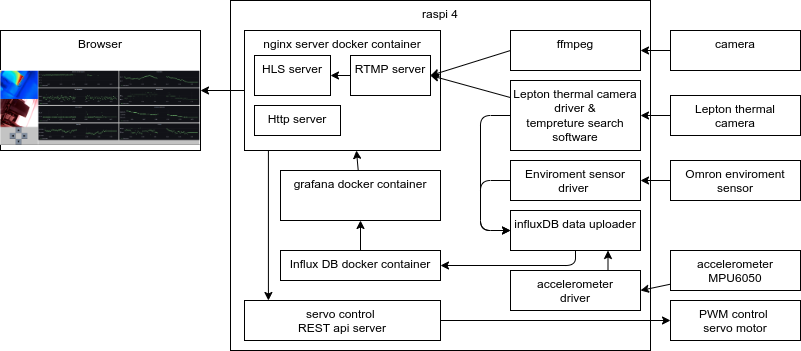 raspi 4
Browser
nginx server docker container
HLS server
RTMP server
Http server
grafana docker container
Influx DB docker container
servo control
REST api server
ffmpeg
Lepton thermal camera
driver &
tempreture search
software
Enviroment sensor
driver
influxDB data uploader
accelerometer
driver
camera
Lepton thermal
camera
Omron enviroment
sensor
accelerometer
MPU6050
PWM control
servo motor